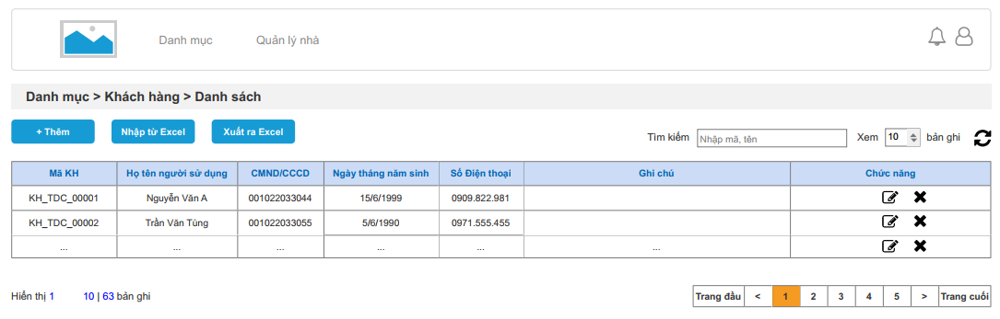 Danh mục Quản lý nhà
Danh mục > Khách hàng > Danh sách
+ Thêm Nhập từ Excel Xuất ra Excel
Tìm kiếm Nhập mã, tên Xem 10 bản ghi
Mã KH Họ tên người sử dụng CMND/CCCD Ngày tháng năm sinh Số Điện thoại Ghi chú Chức năng
KH_TDC_00001 Nguyễn Văn A 001022033044 15/6/1999 0909.822.981
KH_TDC_00002 Trần Văn Tùng 001022033055 5/6/1990 0971.555.455
... ... ... ... ... ...
Hiển thị 1 10 | 63 bản ghi Trang đầu < 1 2 3 4 5 > Trang cuối